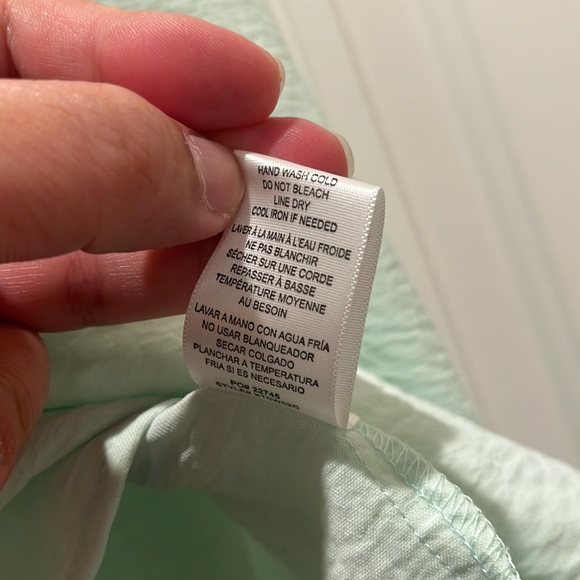 HAND WASH COLD
DO NOT BLEACH
LINE DRY
COOL IRON IF NEEDED
LAVER À LA MAIN À L'EAU FROIDE
NE PAS BLANCHIR
SÉCHER SUR UNE CORDE
REPASSER À BASSE
TEMPÉRATURE MOYENNE
AU BESOIN
LAVAR A MANO CON AGUA FRÍA
NO USAR BLANQUEADOR
SECAR COLGADO
PLANCHAR A TEMPERATURA
FRIA SI ES NECESARIO
PO# 22745